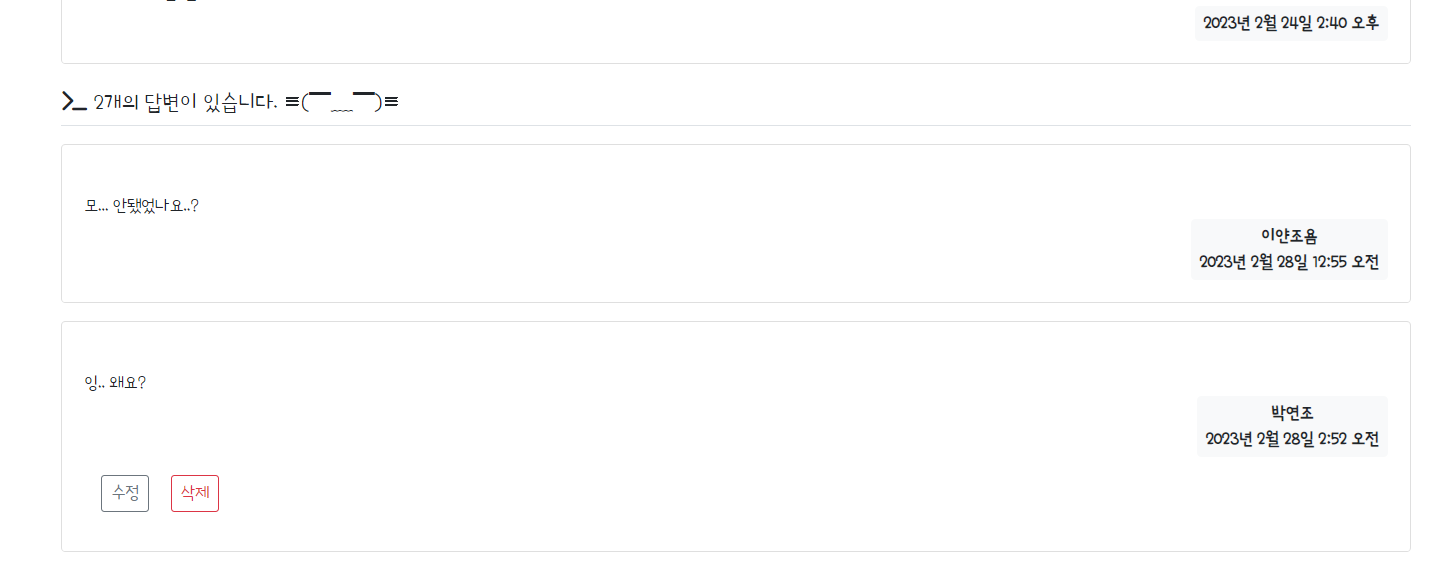 2023년 2월 24일 2:40 오후
2개의 답변이 있습니다. ≡(▔﹏▔)≡
모... 안됐었나요..?
이얀조욤
2023년 2월 28일 12:55 오전
잉.. 왜요?
박연조
2023년 2월 28일 2:52 오전
수정 삭제